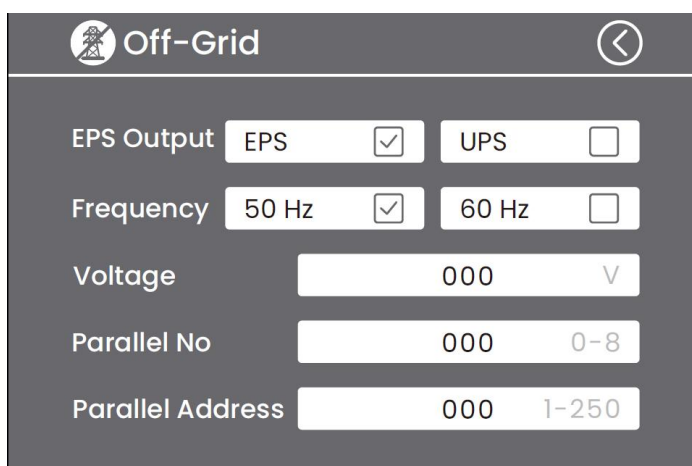 Off-Grid
EPS Output EPS UPS
Frequency 50 Hz 60 Hz
Voltage 000 V
Parallel No 000 0-8
Parallel Address 000 1-250